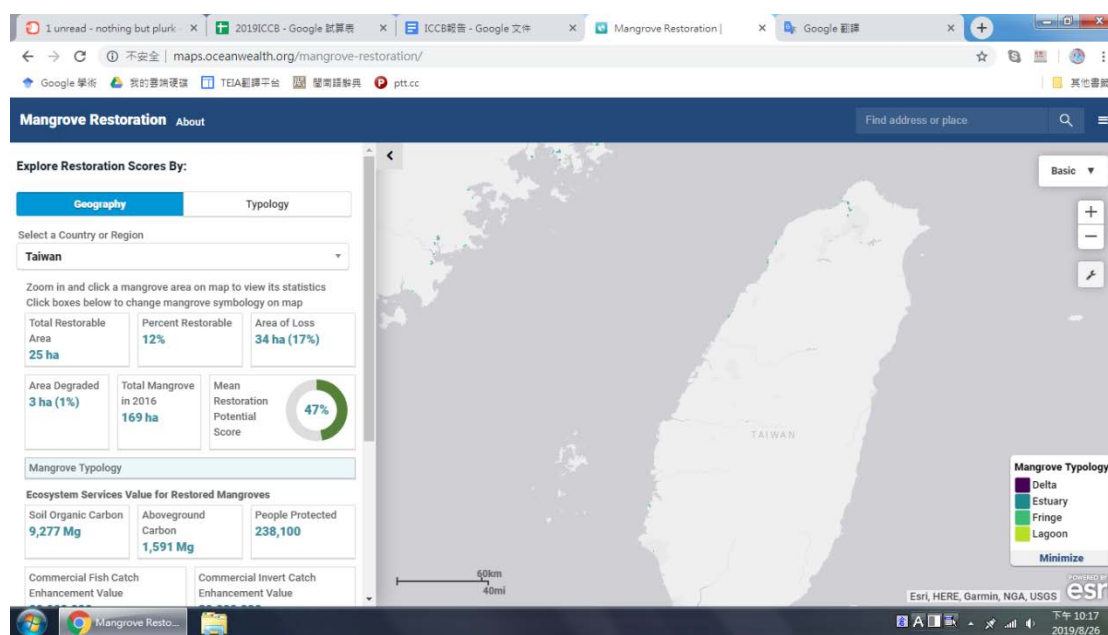 1 unread - nothing but plurk
2019ICCB - Google 試算表
ICCB報告 - Google 文件
Mangrove Restoration |
Google 翻譯
不安全 | maps.oceanwealth.org/mangrove-restoration/
Google 學術
我的雲端硬碟
TEIA翻譯平台
閩南語辭典
ptt.cc
其他書籤
Mangrove Restoration About
Find address or place
Explore Restoration Scores By:
Geography
Typology
Select a Country or Region
Taiwan
Zoom in and click a mangrove area on map to view its statistics
Click boxes below to change mangrove symbology on map
Total Restorable Area
25 ha
Percent Restorable
12%
Area of Loss
34 ha (17%)
Area Degraded
3 ha (1%)
Total Mangrove in 2016
169 ha
Mean Restoration Potential Score
47%
Mangrove Typology
Ecosystem Services Value for Restored Mangroves
Soil Organic Carbon
9,277 Mg
Aboveground Carbon
1,591 Mg
People Protected
238,100
Commercial Fish Catch Enhancement Value
Commercial Invert Catch Enhancement Value
Basic
TAIWAN
60km
40mi
Mangrove Typology
Delta
Estuary
Fringe
Lagoon
Minimize
POWERED BY
esri
Esri, HERE, Garmin, NGA, USGS
Mangrove Resto...
下午 10:17
2019/8/26